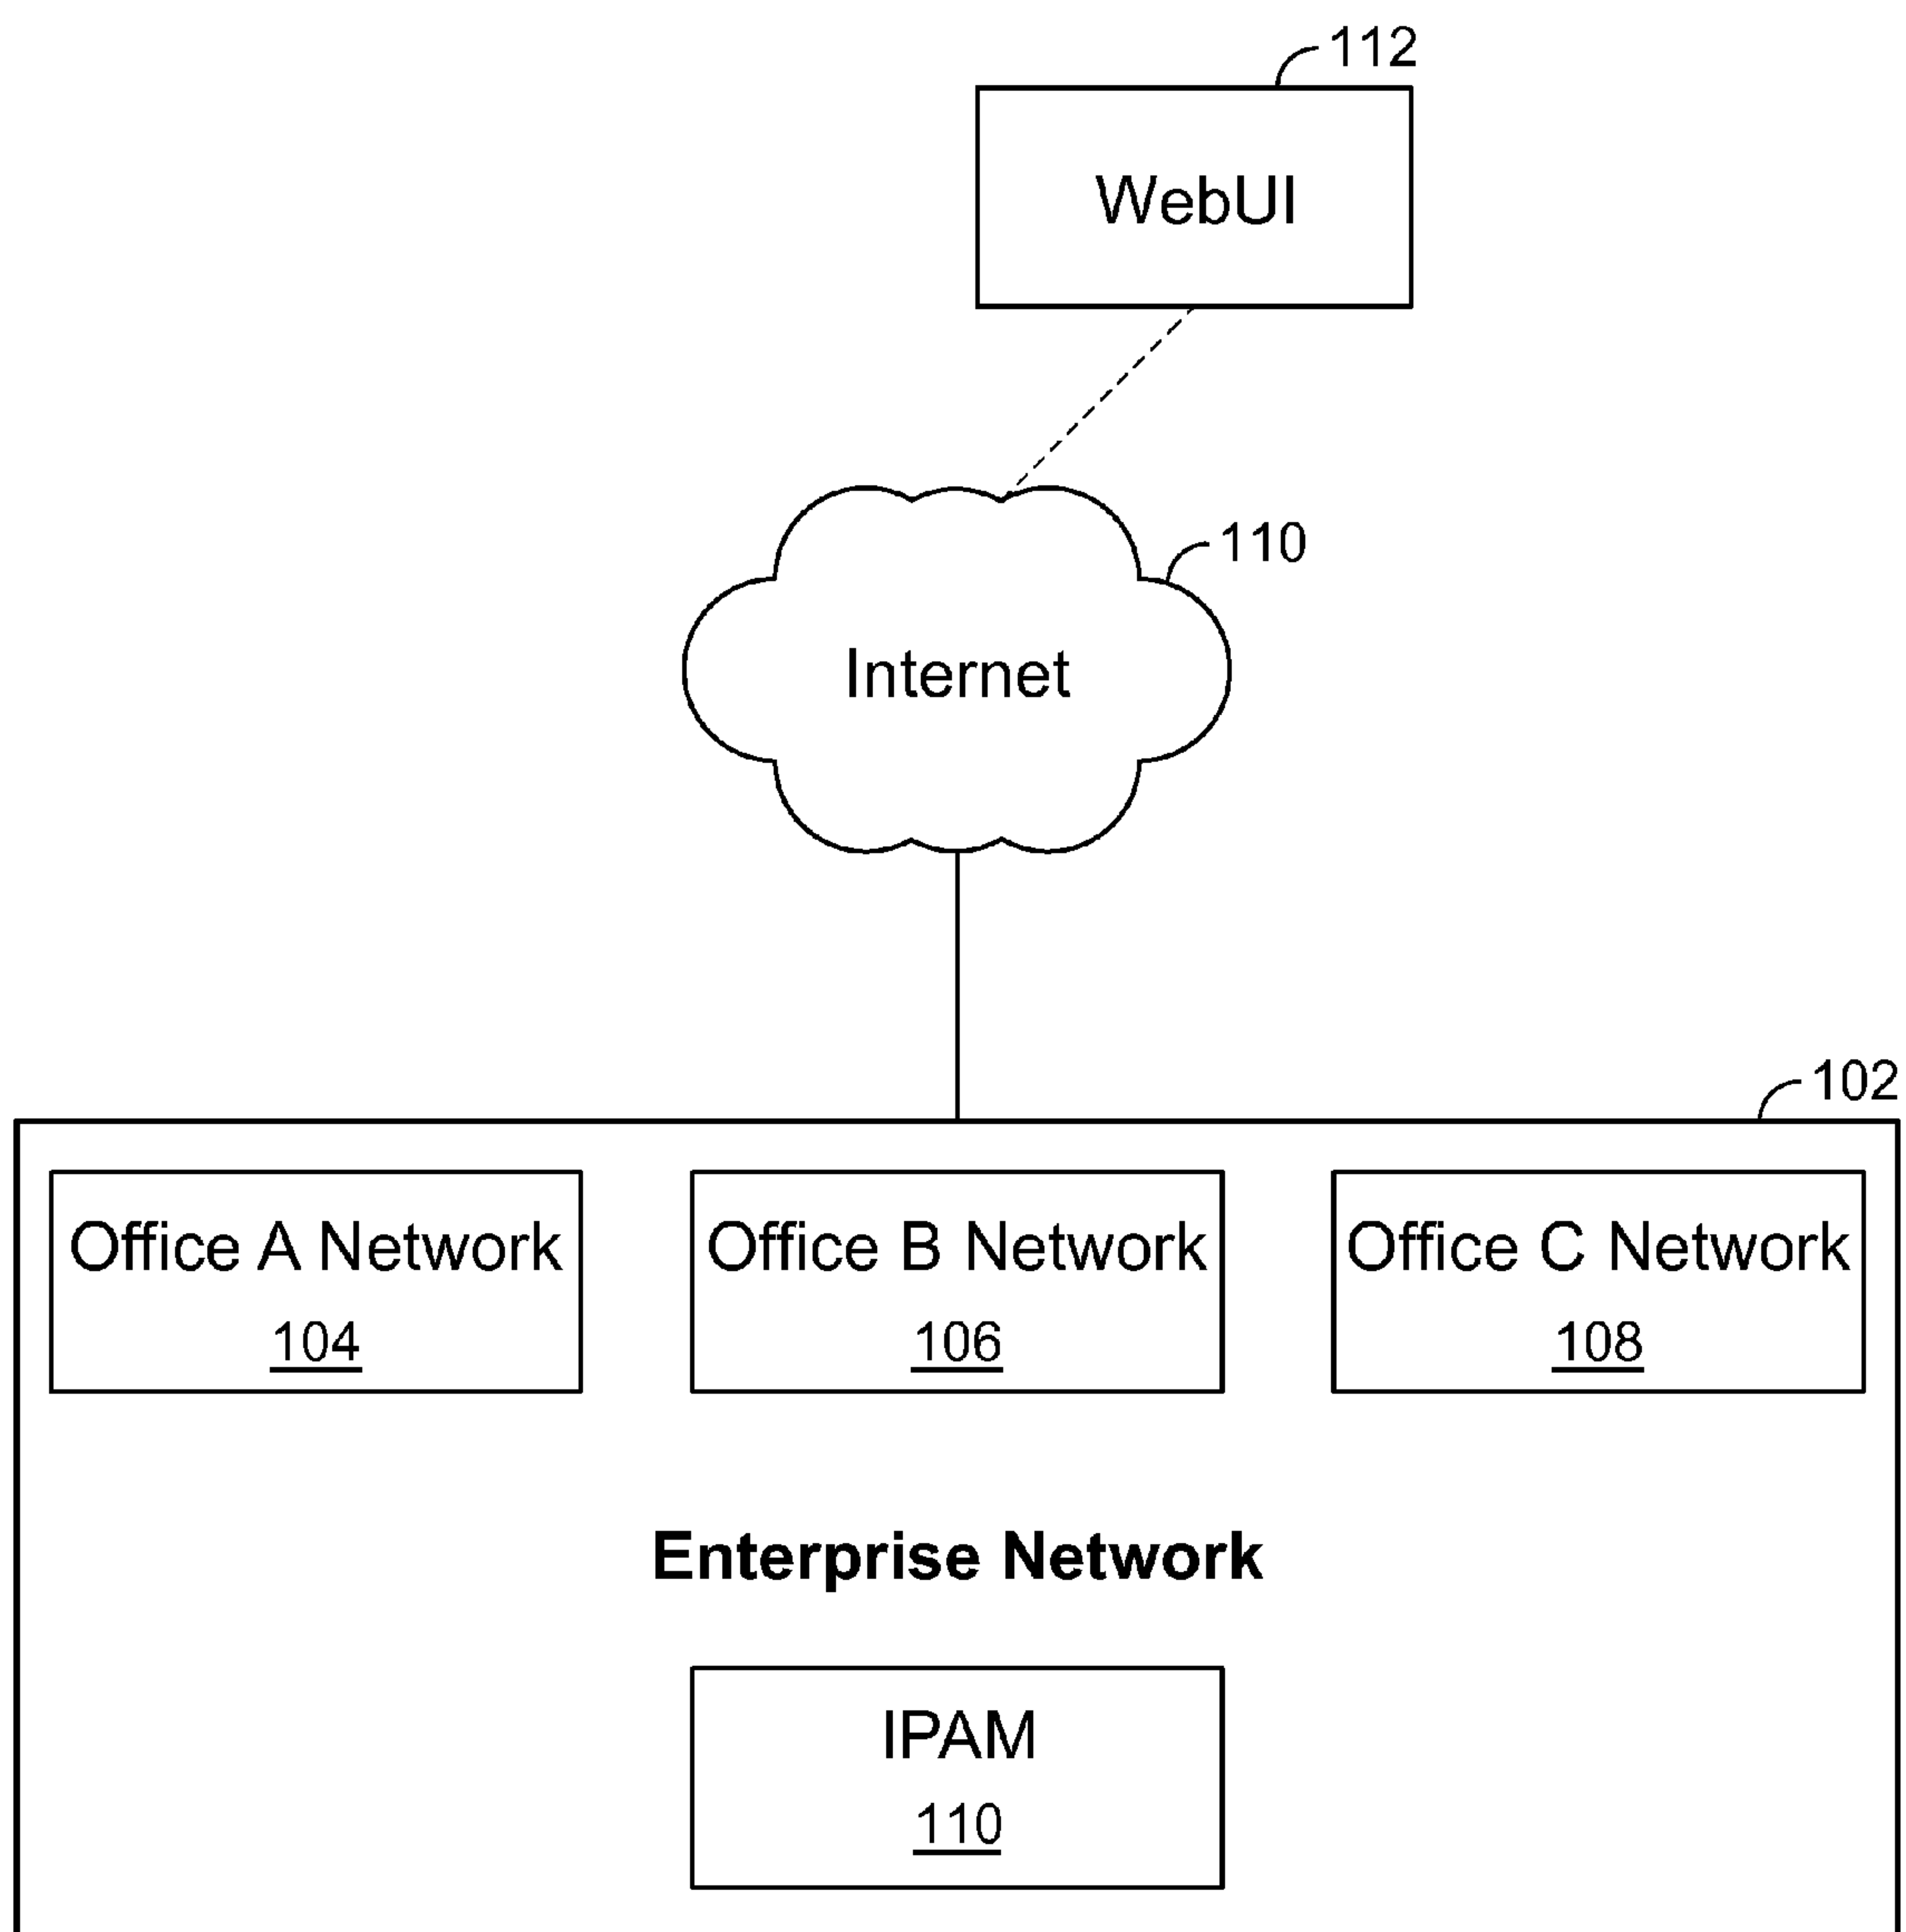 112
WebUI
110
Internet
102
Office A Network
104
Office B Network
106
Office C Network
108
Enterprise Network
IPAM
110